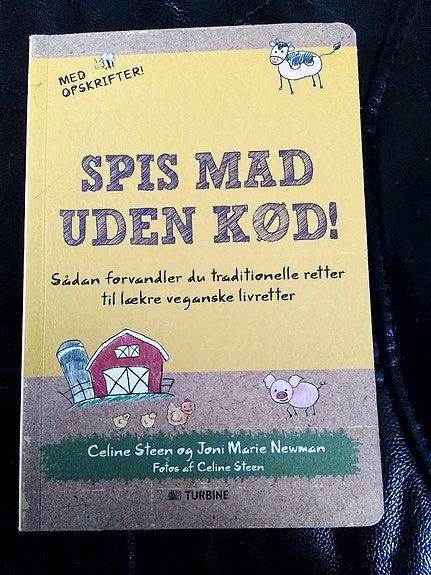 MED
OPSKRIFTER!
SPIS MAD
UDEN KØD!
Sådan forvandler du traditionelle retter
til lækre veganske livretter
Celine Steen og Joni Marie Newman
Fotos af Celine Steen
TURBINE